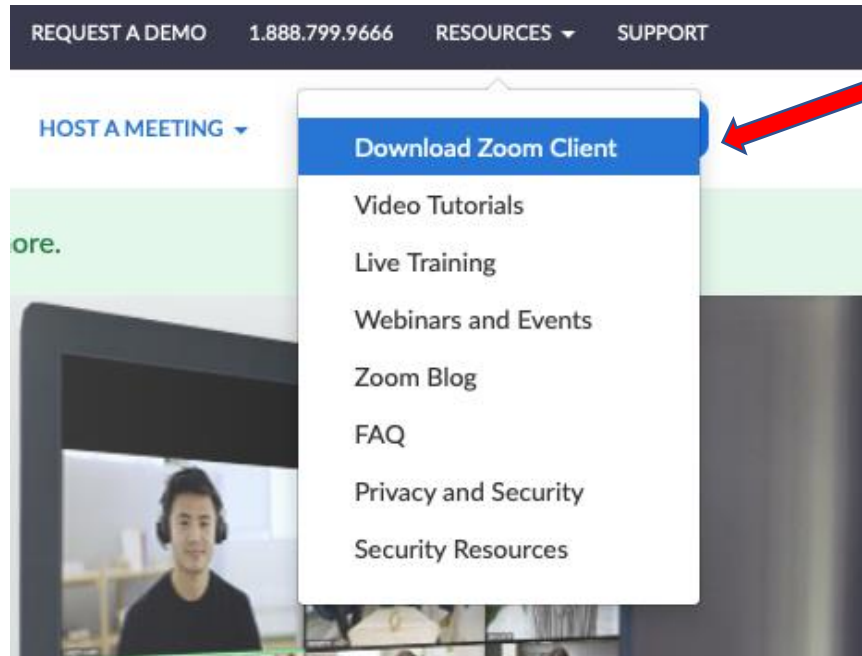 REQUEST A DEMO 1.888.799.9666 RESOURCES SUPPORT
HOST A MEETING
Download Zoom Client
Video Tutorials
ore.
Live Training
Webinars and Events
Zoom Blog
FAQ
Privacy and Security
Security Resources